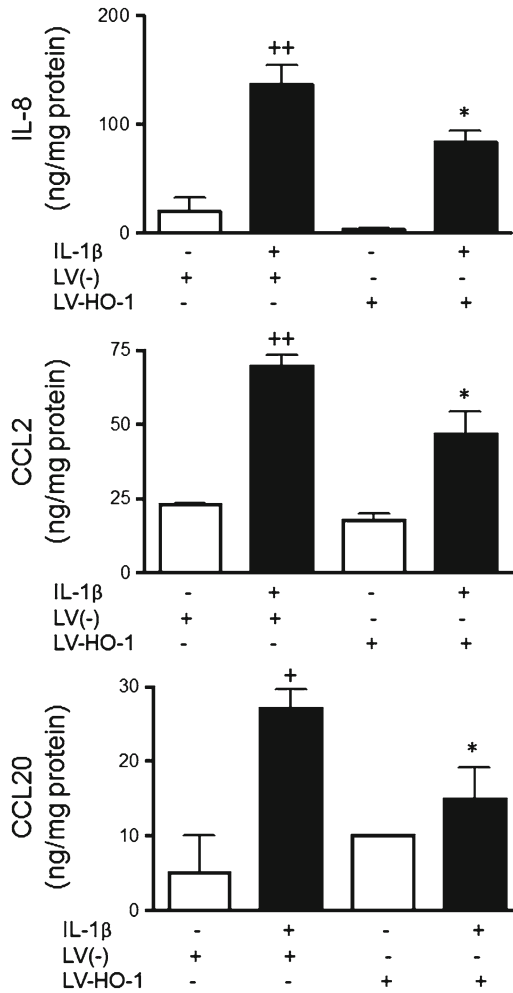 IL-8
(ng/mg protein)
200
100
0
++
*
IL-1β - + - +
LV(-) + + - -
LV-HO-1 - - + +
CCL2
(ng/mg protein)
75
50
25
0
++
*
IL-1β - + - +
LV(-) + + - -
LV-HO-1 - - + +
CCL20
(ng/mg protein)
30
20
10
0
+
*
IL-1β - + - +
LV(-) + + - -
LV-HO-1 - - + +